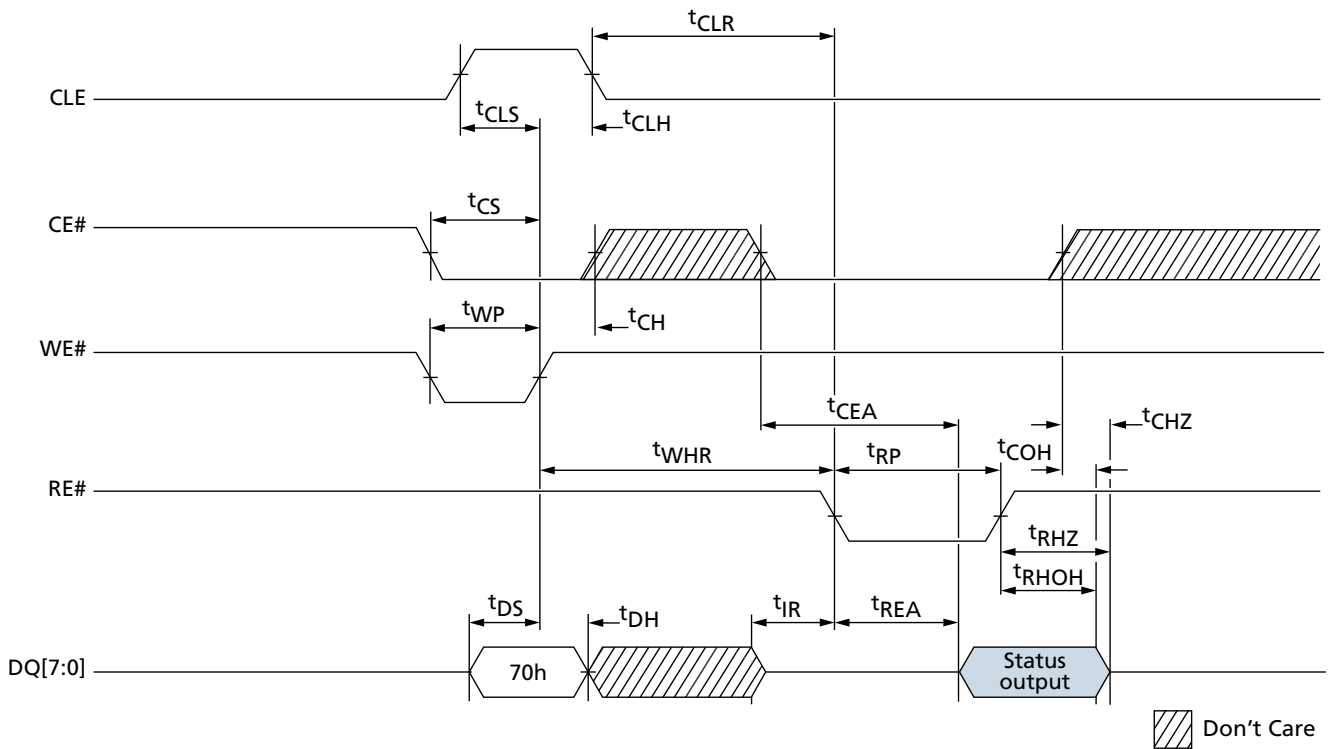 tCLR
CLE
tCLS
tCLH
tCS
CE#
tWP
tCH
WE#
tCEA
tCHZ
tWHR
tRP
tCOH
RE#
tRHZ
tRHOH
tDS
tDH
tIR
tREA
DQ[7:0]
70h
Status
output
Don't Care